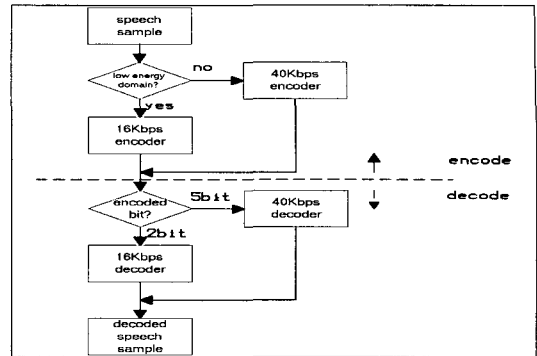 speech
sample
low energy
domain?
no
40Kbps
encoder
yes
16Kbps
encoder
encode
decode
encoded
bit?
5bit
40Kbps
decoder
2bit
16Kbps
decoder
decoded
speech
sample